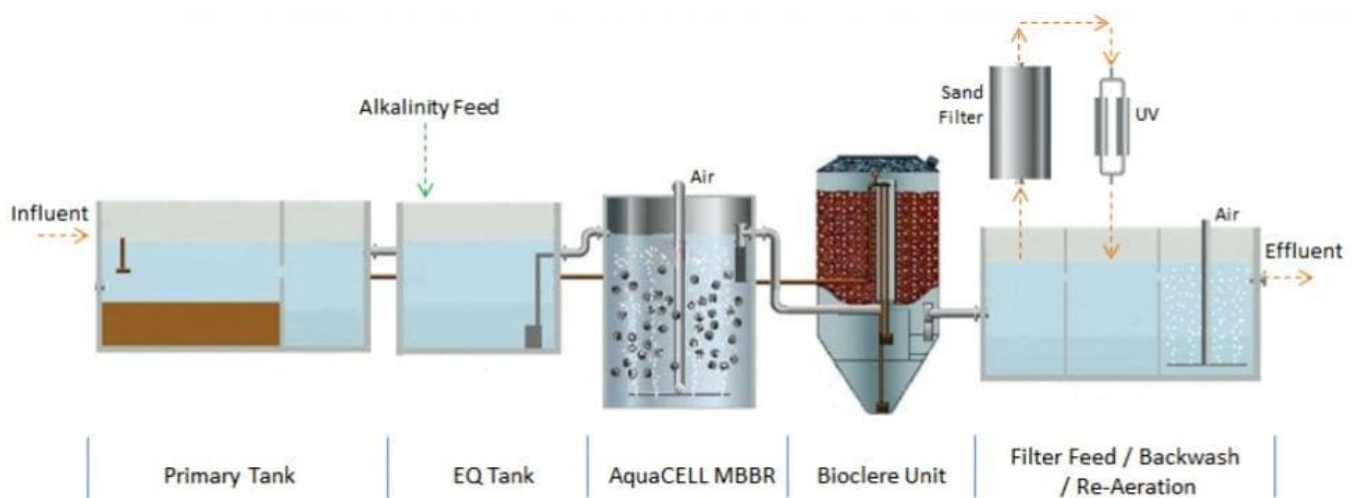 Alkalinity Feed
Sand
Filter
UV
Influent
Air
Air
Effluent
Primary Tank
EQ Tank
AquaCELL MBBR
Bioclere Unit
Filter Feed / Backwash
/ Re-Aeration